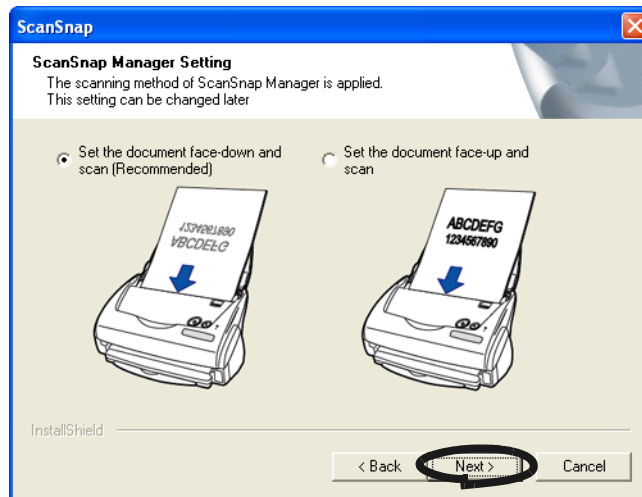 ScanSnap
ScanSnap Manager Setting
The scanning method of ScanSnap Manager is applied.
This setting can be changed later
Set the document face-down and
scan (Recommended)
Set the document face-up and
scan
1234567890
ABCDEFG
ABCDEFG
1234567890
InstallShield
< Back
Next >
Cancel